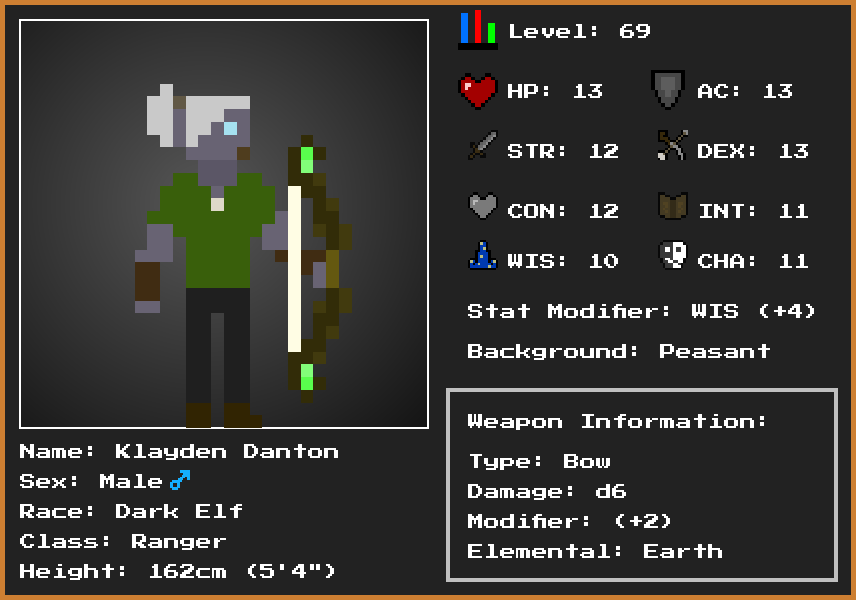 Level: 69
HP: 13 AC: 13
STR: 12 DEX: 13
CON: 12 INT: 11
WIS: 10 CHA: 11
Stat Modifier: WIS (+4)
Background: Peasant
Weapon Information:
Type: Bow
Damage: d6
Modifier: (+2)
Elemental: Earth
Name: Klayden Danton
Sex: Male ♂
Race: Dark Elf
Class: Ranger
Height: 162cm (5'4")